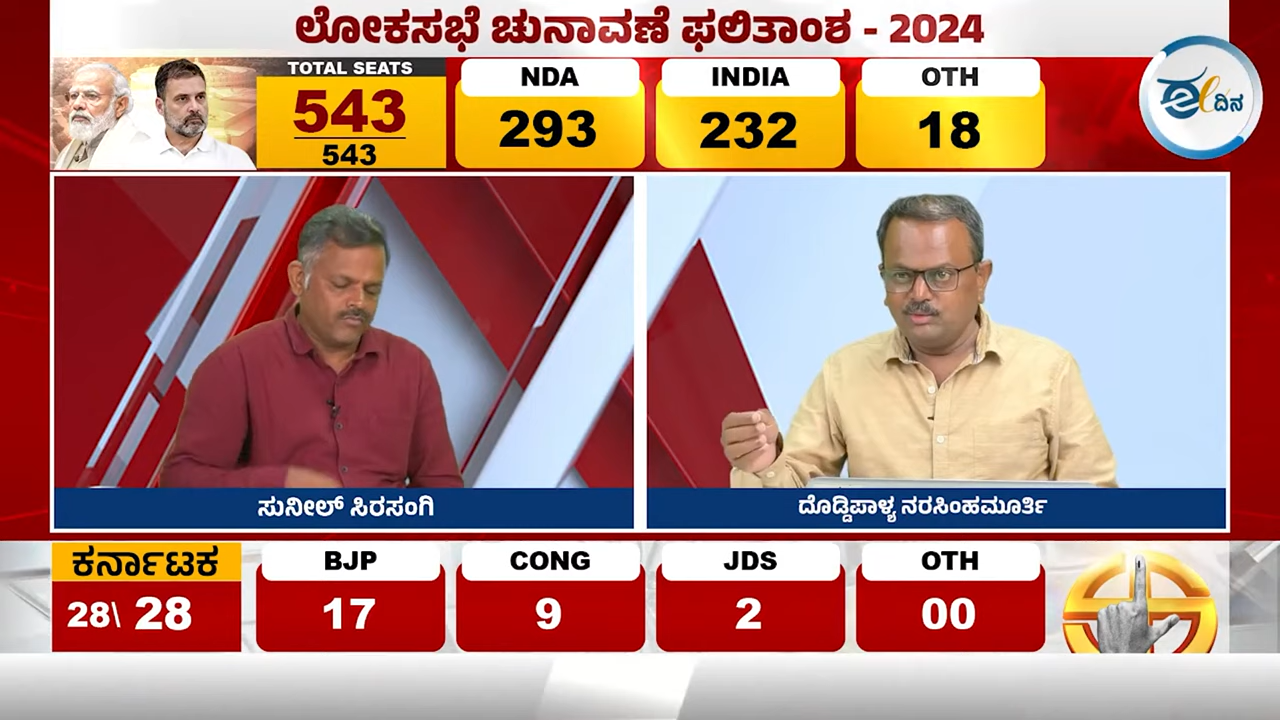 ಲೋಕಸಭೆ ಚುನಾವಣೆ ಫಲಿತಾಂಶ - 2024
TOTAL SEATS
543
543
NDA
293
INDIA
232
OTH
18
ಈದಿನ
ಸುನೀಲ್ ಸಿರಸಂಗಿ
ದೊಡ್ಡಿಪಾಳ್ಯ ನರಸಿಂಹಮೂರ್ತಿ
ಕರ್ನಾಟಕ
28\ 28
BJP
17
CONG
9
JDS
2
OTH
00